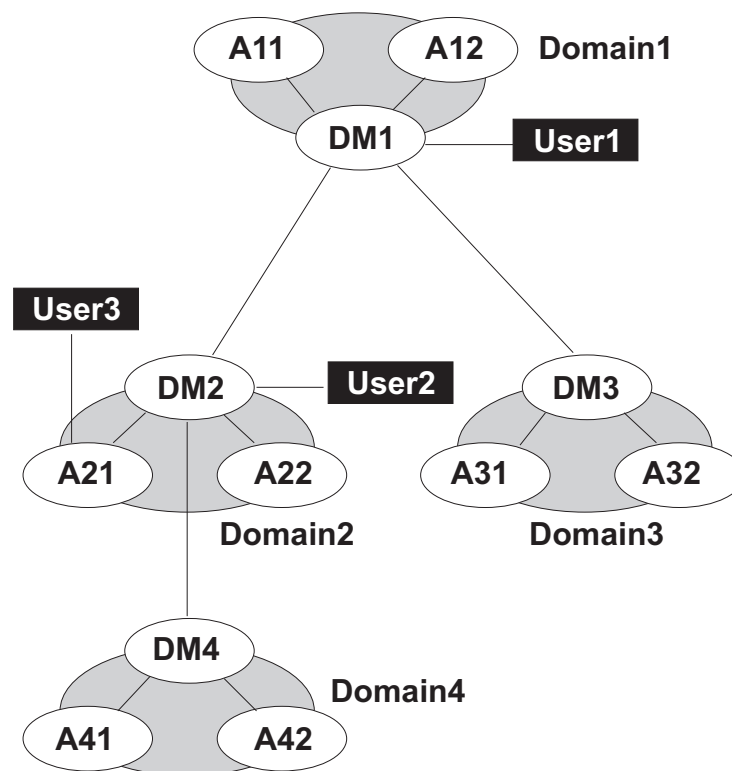 A11
A12
Domain1
DM1
User1
User3
DM2
User2
DM3
A21
A22
A31
A32
Domain2
Domain3
DM4
Domain4
A41
A42